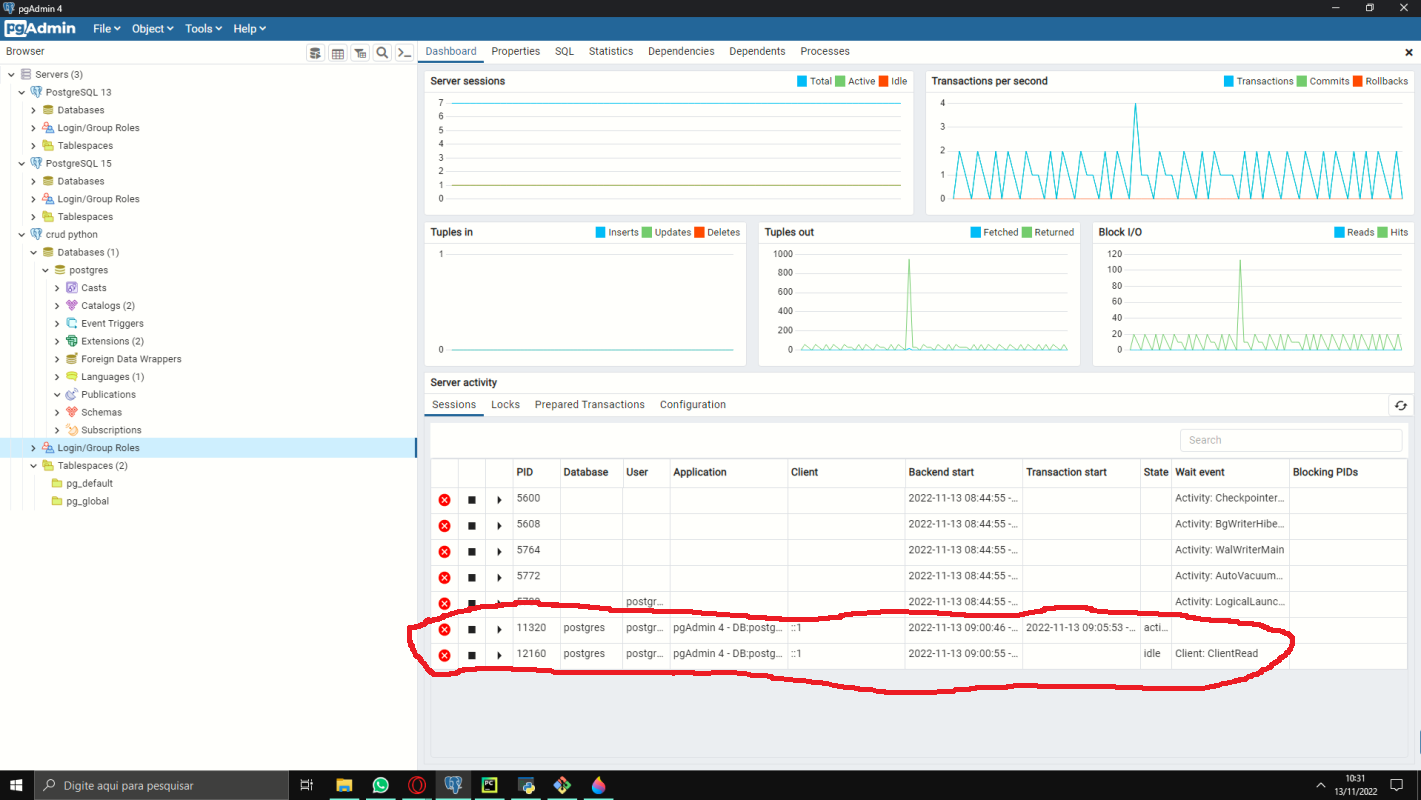 pgAdmin 4
pgAdmin File Object Tools Help
Browser
Servers (3)
PostgreSQL 13
Databases
Login/Group Roles
Tablespaces
PostgreSQL 15
Databases
Login/Group Roles
Tablespaces
crud python
Databases (1)
postgres
Casts
Catalogs (2)
Event Triggers
Extensions (2)
Foreign Data Wrappers
Languages (1)
Publications
Schemas
Subscriptions
Login/Group Roles
Tablespaces (2)
pg_default
pg_global
Dashboard Properties SQL Statistics Dependencies Dependents Processes
Server sessions Total Active Idle
7
6
5
4
3
2
1
0
Transactions per second Transactions Commits Rollbacks
4
3
2
1
0
Tuples in Inserts Updates Deletes
1
0
Tuples out Fetched Returned
1000
800
600
400
200
0
Block I/O Reads Hits
120
100
80
60
40
20
0
Server activity
Sessions Locks Prepared Transactions Configuration
Search
PID Database User Application Client Backend start Transaction start State Wait event Blocking PIDs
5600 2022-11-13 08:44:55 -... Activity: Checkpointer...
5608 2022-11-13 08:44:55 -... Activity: BgWriterHibe...
5764 2022-11-13 08:44:55 -... Activity: WalWriterMain
5772 2022-11-13 08:44:55 -... Activity: AutoVacuum...
postgr... 2022-11-13 08:44:55 -... Activity: LogicalLaunc...
11320 postgres postgr... pgAdmin 4 - DB:postg... ::1 2022-11-13 09:00:46 -... 2022-11-13 09:05:53 -... acti...
12160 postgres postgr... pgAdmin 4 - DB:postg... ::1 2022-11-13 09:00:55 -... idle Client: ClientRead
Digite aqui para pesquisar
PC
10:31
13/11/2022